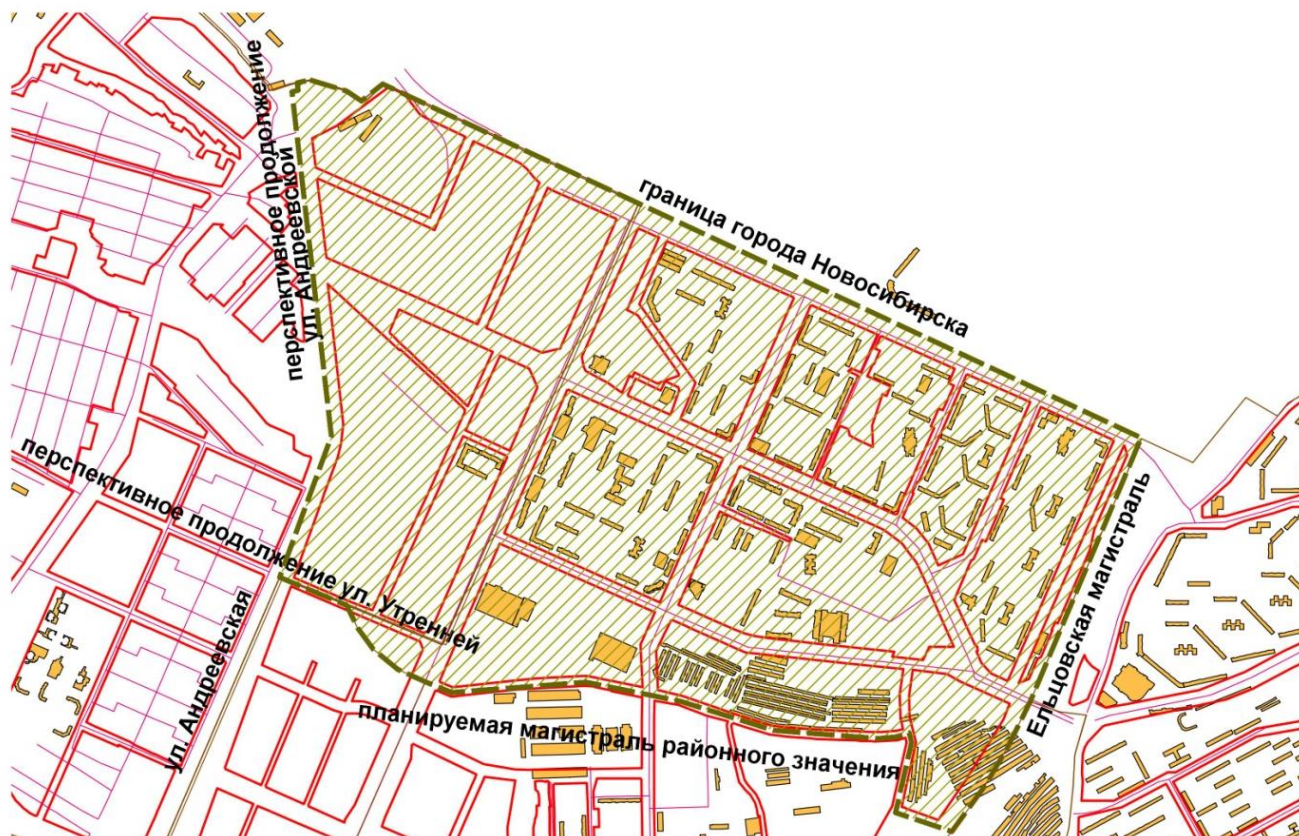 перспективное продолжение
ул. Андреевской
граница города Новосибирска
перспективное продолжение ул. Утренней
ул. Андреевская
Ельцовская магистраль
планируемая магистраль районного значения